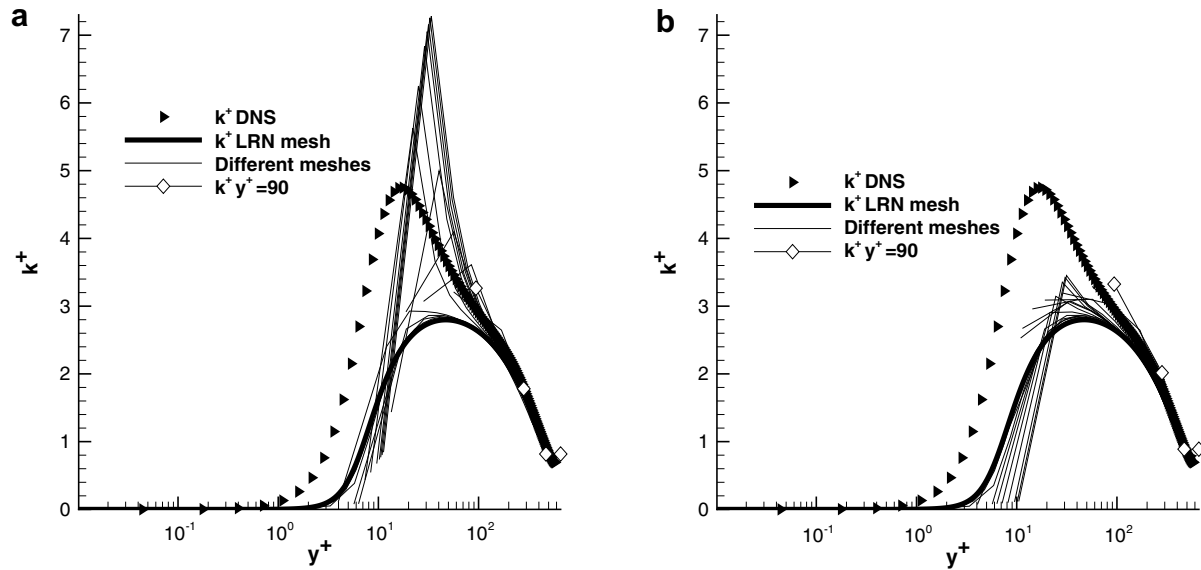 a
7
6
5
4
3
2
1
0
k⁺
k⁺ DNS
k⁺ LRN mesh
Different meshes
k⁺ y⁺=90
10⁻¹ 10⁰ 10¹ 10²
y⁺
b
7
6
5
4
3
2
1
0
k⁺
k⁺ DNS
k⁺ LRN mesh
Different meshes
k⁺ y⁺=90
10⁻¹ 10⁰ 10¹ 10²
y⁺